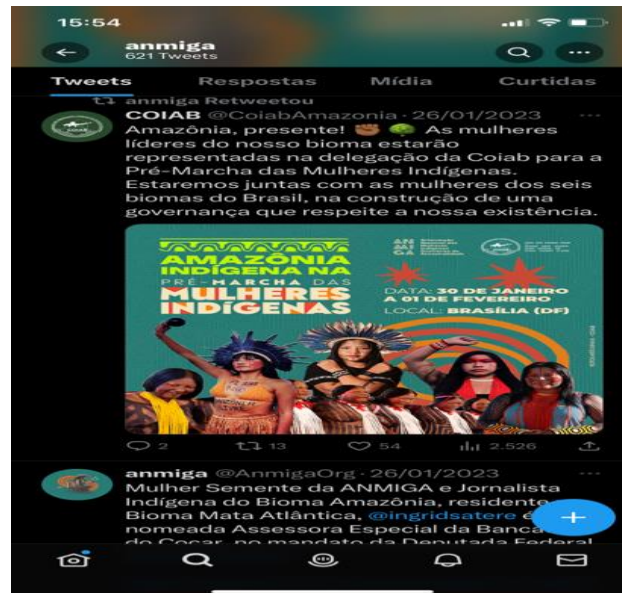 15:54
anmiga
621 Tweets
Tweets Respostas Mídia Curtidas
anmiga Retweetou
COIAB @CoiabAmazonia · 26/01/2023
Amazônia, presente! As mulheres
líderes do nosso bioma estarão
representadas na delegação da Coiab para a
Pré-Marcha das Mulheres Indígenas.
Estaremos juntas com as mulheres dos seis
biomas do Brasil, na construção de uma
governança que respeite a nossa existência.
AMAZÔNIA
INDÍGENA NA
PRÉ-MARCHA DAS
MULHERES
INDÍGENAS
AN
MI
GA
DATA: 30 DE JANEIRO
A 01 DE FEVEREIRO
LOCAL: BRASÍLIA (DF)
2 13 54 2.526
anmiga @AnmigaOrg · 26/01/2023
Mulher Semente da ANMIGA e Jornalista
Indígena do Bioma Amazônia, residente
Bioma Mata Atlântica, @ingridsatere é
nomeada Assessora Especial da Banca
do Cocar, no mandato da Deputada Federal